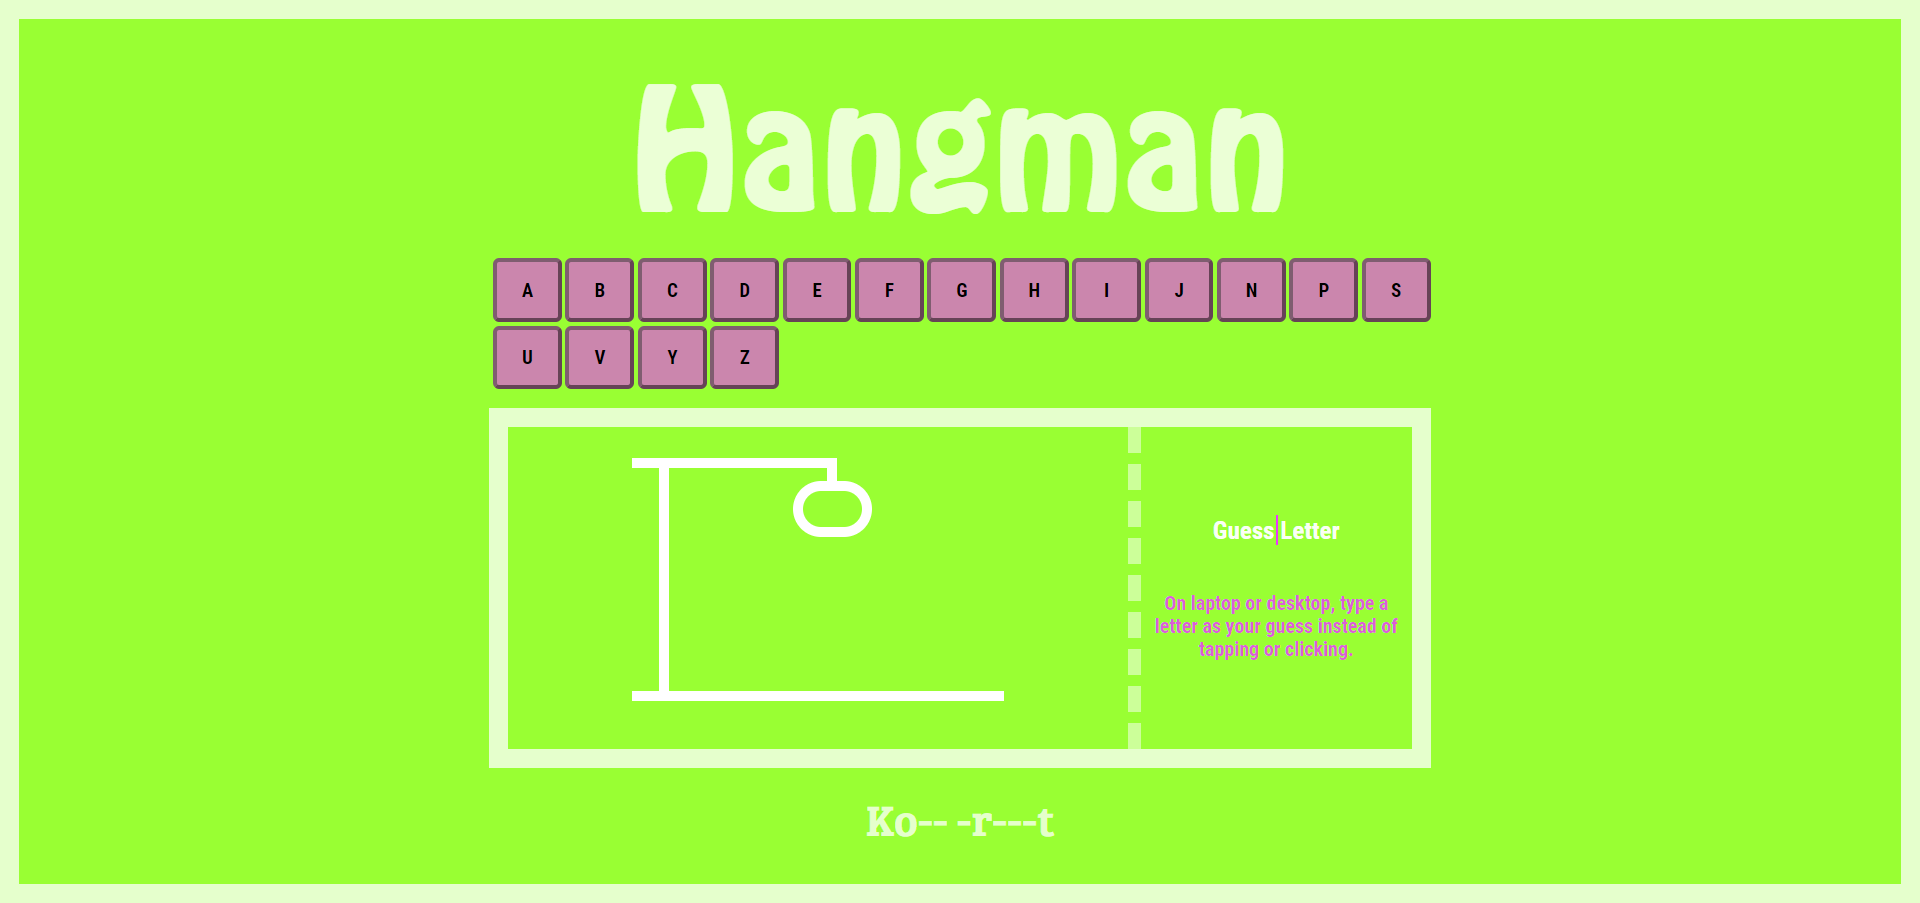 Hangman
A B C D E F G H I J N P S
U V Y Z
Guess Letter
On laptop or desktop, type a
letter as your guess instead of
tapping or clicking.
Ko-- -r---t